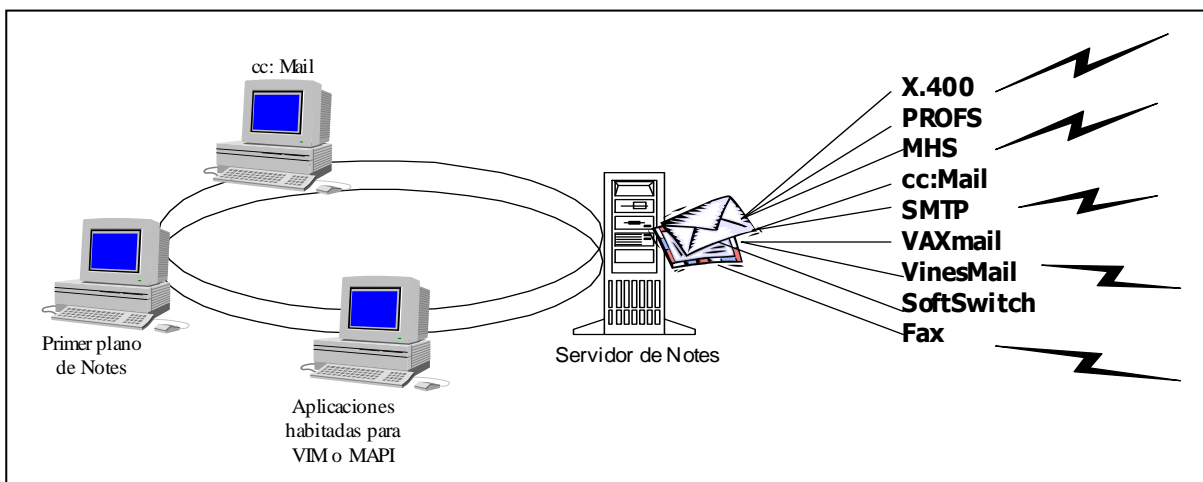 cc: Mail
Primer plano
de Notes
Aplicaciones
habitadas para
VIM o MAPI
Servidor de Notes
X.400
PROFS
MHS
cc:Mail
SMTP
VAXmail
VinesMail
SoftSwitch
Fax